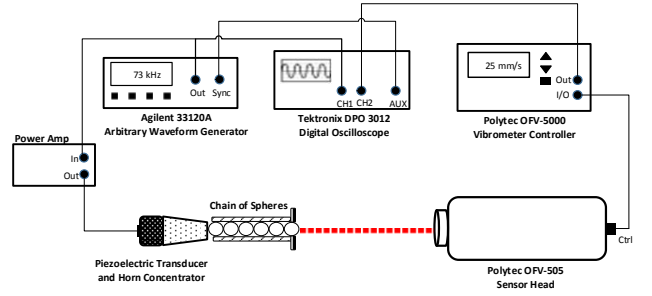 73 kHz
Out Sync
Agilent 33120A
Arbitrary Waveform Generator
CH1 CH2 AUX
Tektronix DPO 3012
Digital Oscilloscope
25 mm/s
Out
I/O
Polytec OFV-5000
Vibrometer Controller
Power Amp
In
Out
Chain of Spheres
Piezoelectric Transducer
and Horn Concentrator
Ctrl
Polytec OFV-505
Sensor Head